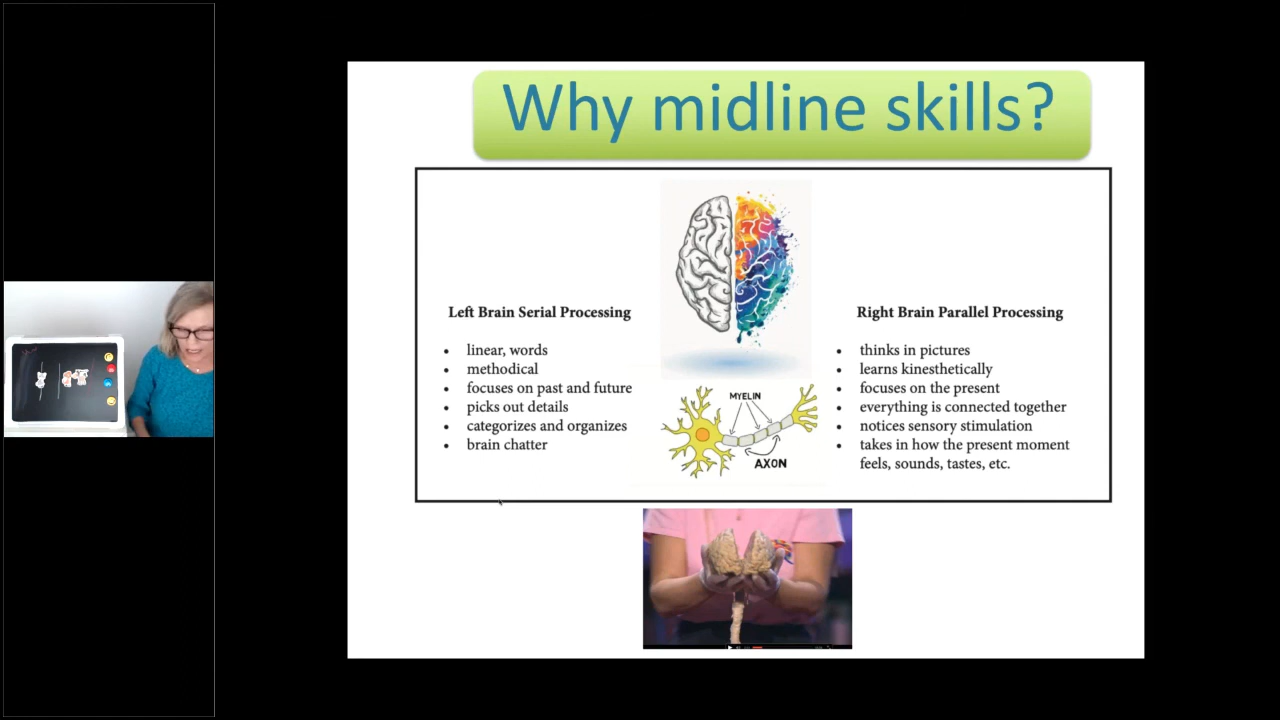 Why midline skills?
Left Brain Serial Processing
• linear, words
• methodical
• focuses on past and future
• picks out details
• categorizes and organizes
• brain chatter
MYELIN
AXON
Right Brain Parallel Processing
• thinks in pictures
• learns kinesthetically
• focuses on the present
• everything is connected together
• notices sensory stimulation
• takes in how the present moment
feels, sounds, tastes, etc.